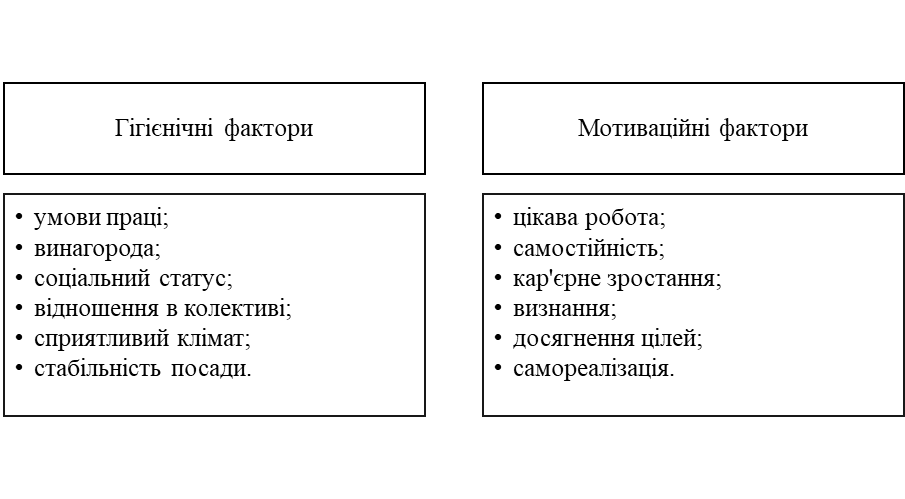 Гігієнічні фактори
• умови праці;
• винагорода;
• соціальний статус;
• відношення в колективі;
• сприятливий клімат;
• стабільність посади.
Мотиваційні фактори
• цікава робота;
• самостійність;
• кар'єрне зростання;
• визнання;
• досягнення цілей;
• самореалізація.